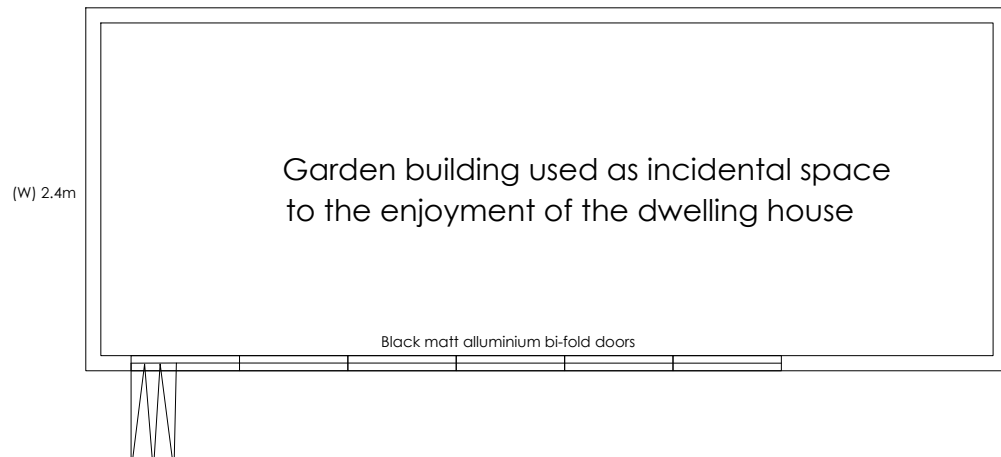 Garden building used as incidental space
to the enjoyment of the dwelling house
(W) 2.4m
Black matt alluminium bi-fold doors